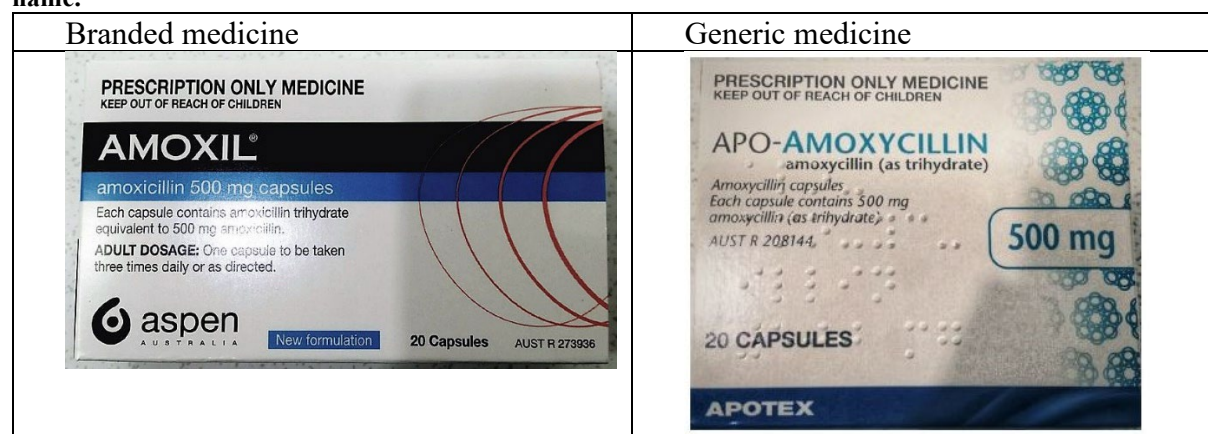 name.
Branded medicine
Generic medicine
PRESCRIPTION ONLY MEDICINE
KEEP OUT OF REACH OF CHILDREN
AMOXIL®
amoxicillin 500 mg capsules
Each capsule contains amoxicillin trihydrate
equivalent to 500 mg amoxicillin.
ADULT DOSAGE: One capsule to be taken
three times daily or as directed.
aspen
AUSTRALIA
New formulation
20 Capsules
AUST R 273936
PRESCRIPTION ONLY MEDICINE
KEEP OUT OF REACH OF CHILDREN
APO-AMOXYCILLIN
amoxycillin (as trihydrate)
Amoxycillin capsules
Each capsule contains 500 mg
amoxycillin (as trihydrate)
AUST R 208144
500 mg
20 CAPSULES
APOTEX